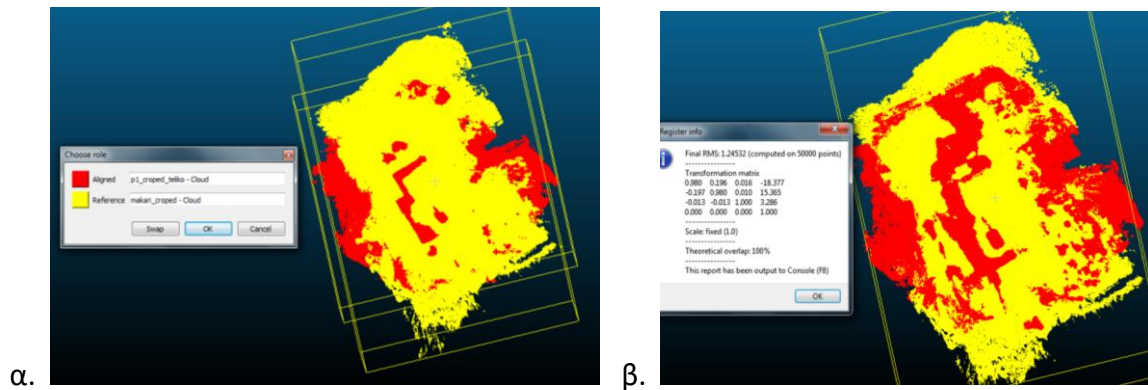 Choose role
Aligned p1_croped_teliko - Cloud
Reference makari_croped - Cloud
Swap OK Cancel
α.
Register info
Final RMS: 1.24532 (computed on 50000 points)
----------------
Transformation matrix
0.980 0.196 0.016 -18.377
-0.197 0.980 0.010 15.365
-0.013 -0.013 1.000 3.286
0.000 0.000 0.000 1.000
----------------
Scale: fixed (1.0)
----------------
Theoretical overlap: 100%
----------------
This report has been output to Console (F8)
OK
β.